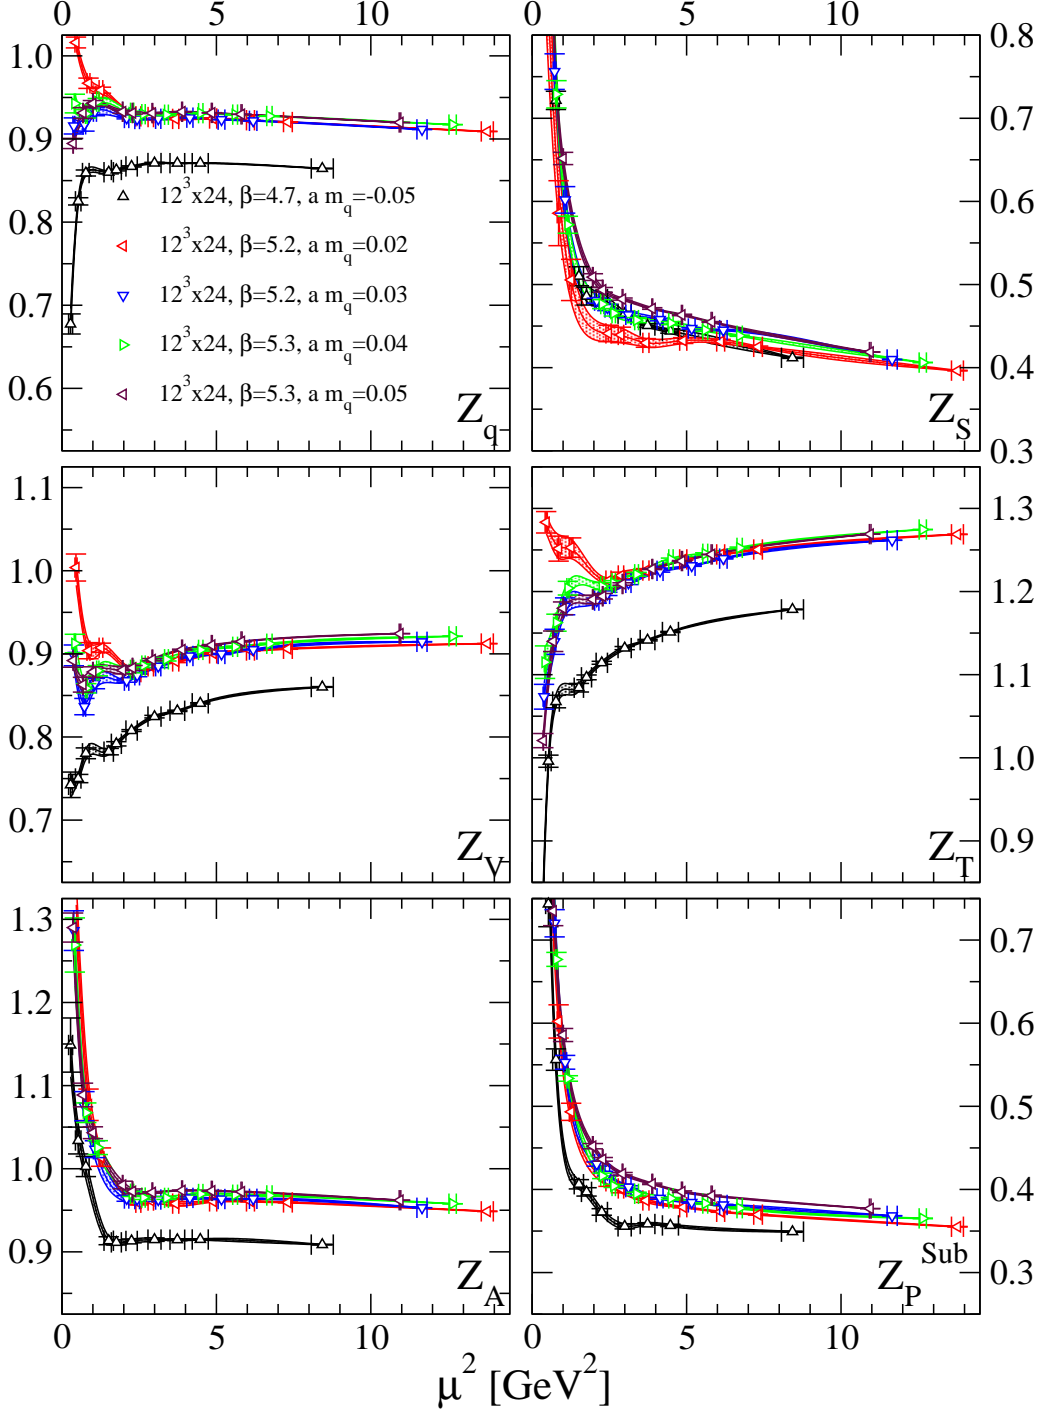 0 5 10 0 5 10
1.0
0.9
0.8
0.7
0.6
12³x24, β=4.7, a m_q=-0.05
12³x24, β=5.2, a m_q=0.02
12³x24, β=5.2, a m_q=0.03
12³x24, β=5.3, a m_q=0.04
12³x24, β=5.3, a m_q=0.05
Z_q
0.8
0.7
0.6
0.5
0.4
0.3
Z_S
1.1
1.0
0.9
0.8
0.7
Z_V
1.3
1.2
1.1
1.0
0.9
Z_T
1.3
1.2
1.1
1.0
0.9
Z_A
0.7
0.6
0.5
0.4
0.3
Z_P^Sub
0 5 10 0 5 10
μ² [GeV²]